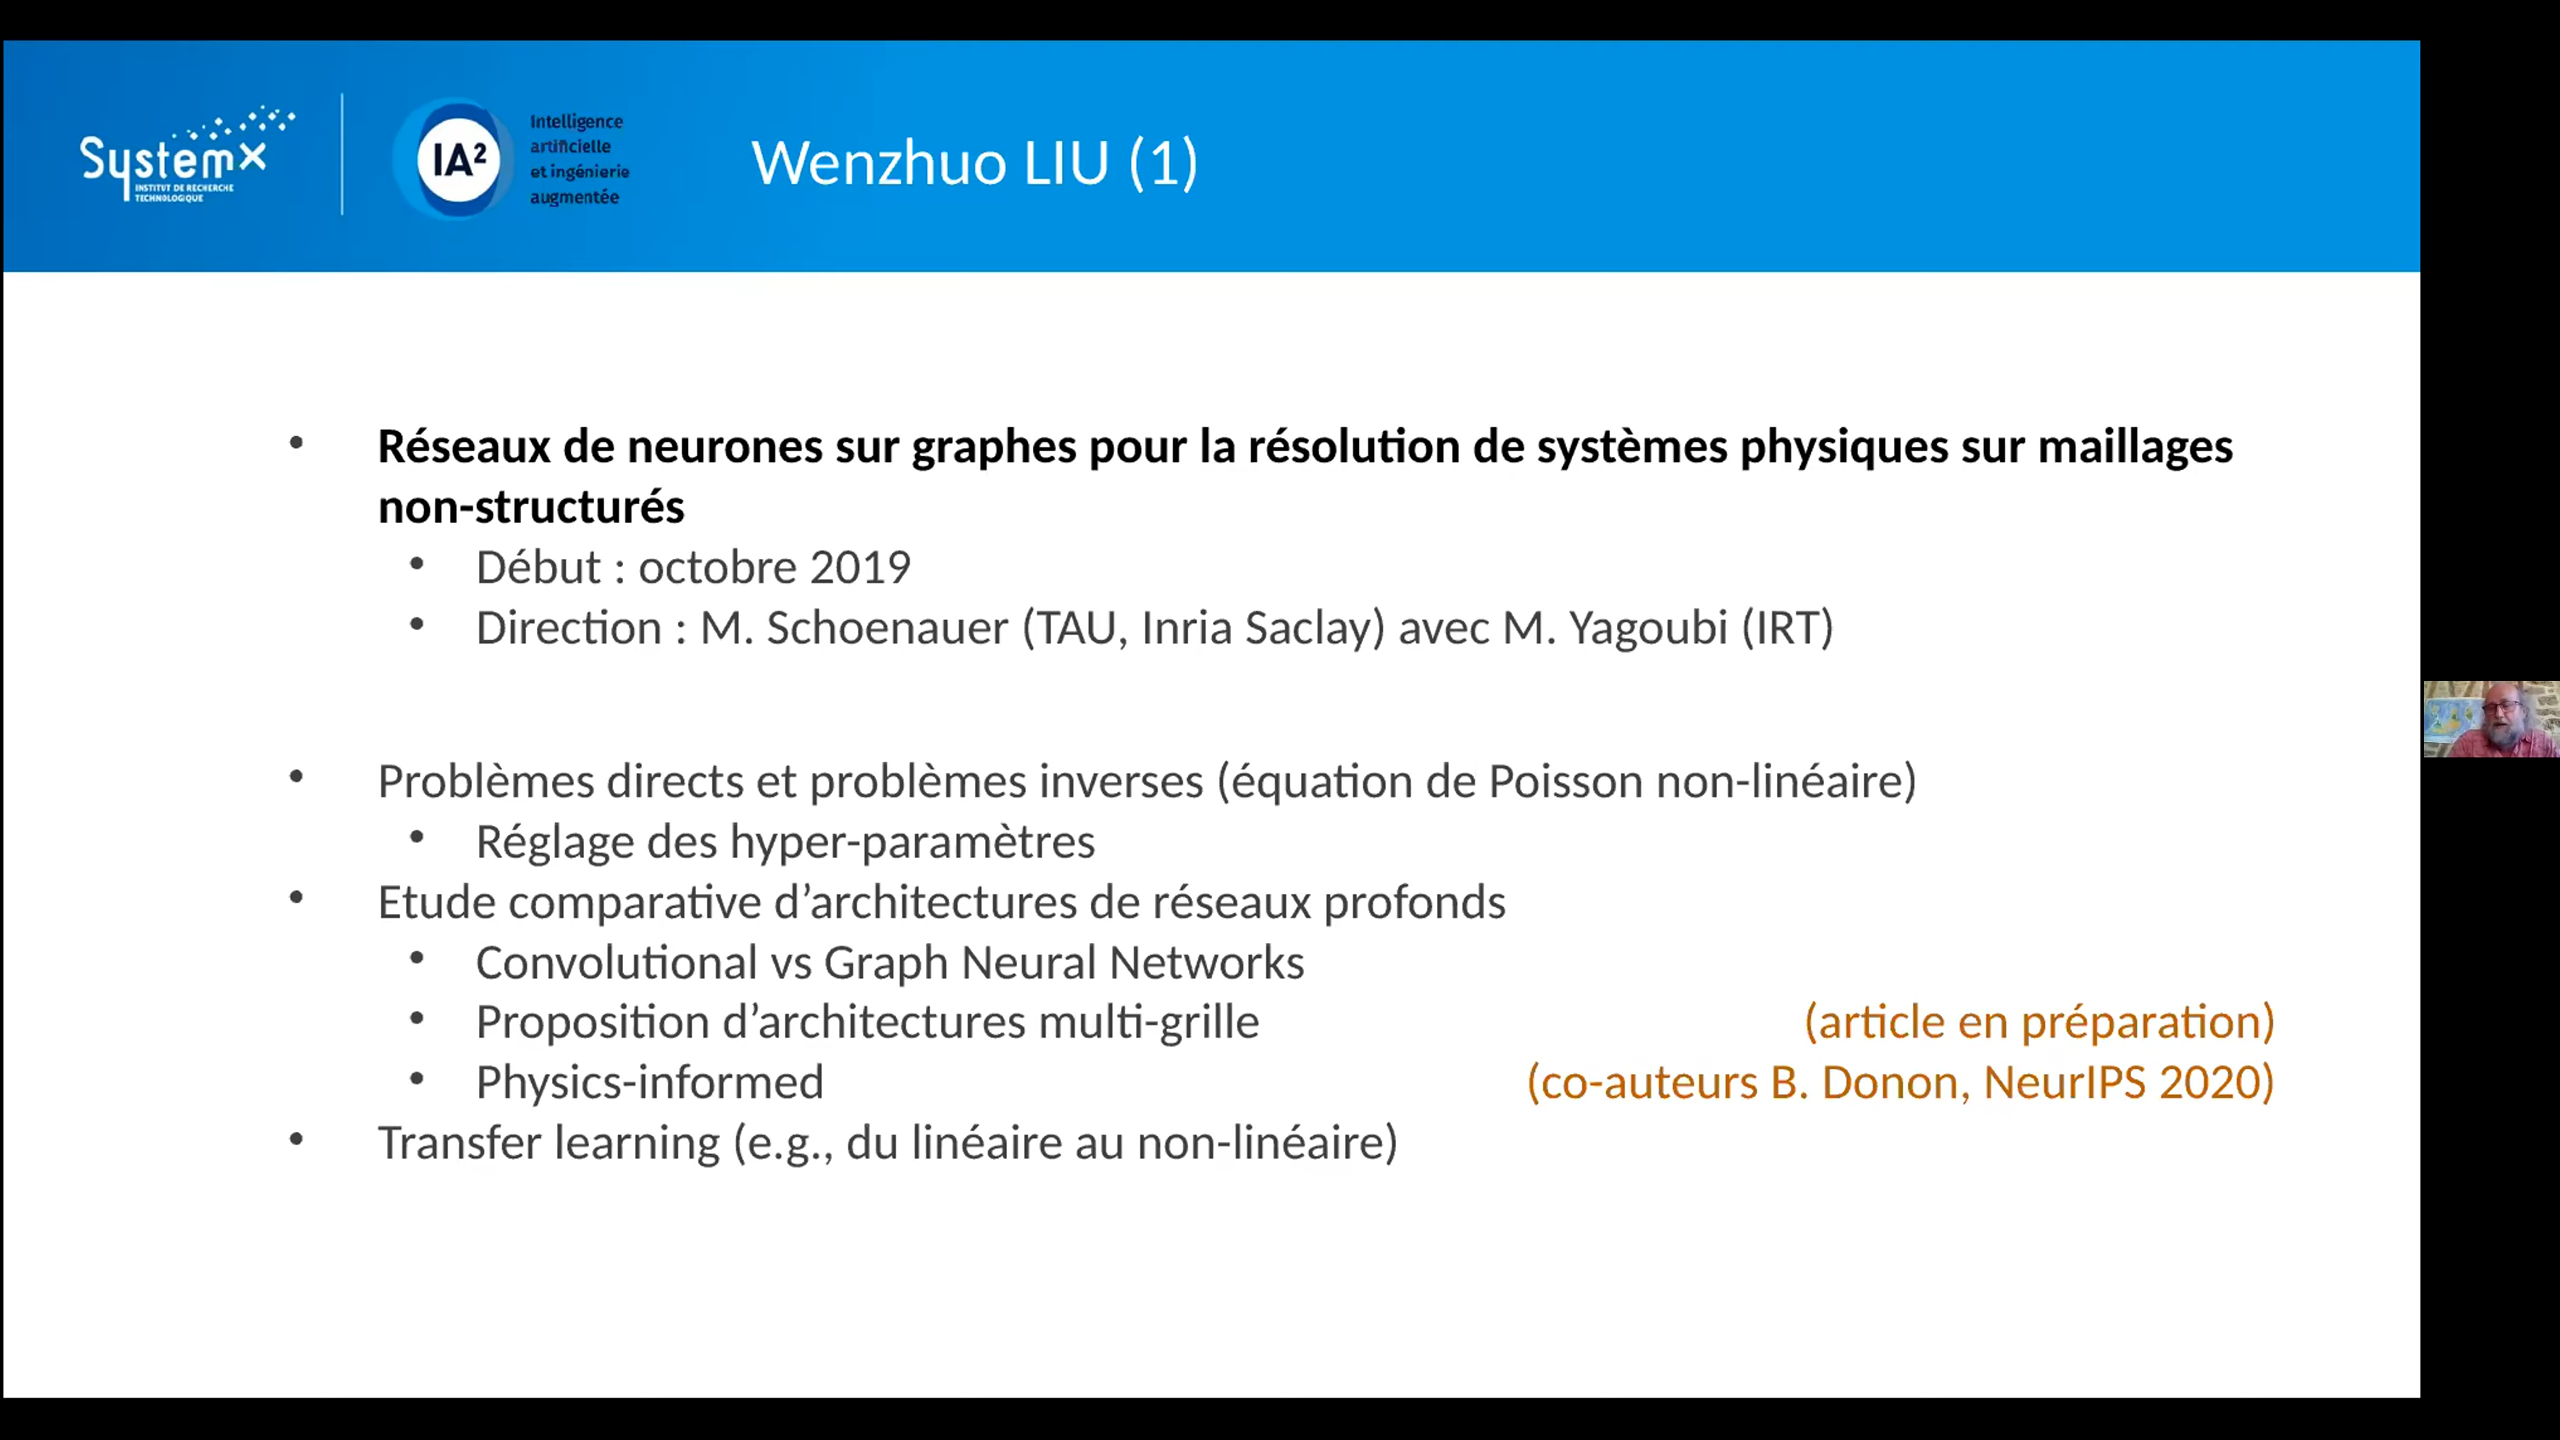 SystemX
INSTITUT DE RECHERCHE
TECHNOLOGIQUE
IA²
Intelligence
artificielle
et ingénierie
augmentée
Wenzhuo LIU (1)
• Réseaux de neurones sur graphes pour la résolution de systèmes physiques sur maillages
non-structurés
• Début : octobre 2019
• Direction : M. Schoenauer (TAU, Inria Saclay) avec M. Yagoubi (IRT)
• Problèmes directs et problèmes inverses (équation de Poisson non-linéaire)
• Réglage des hyper-paramètres
• Etude comparative d’architectures de réseaux profonds
• Convolutional vs Graph Neural Networks
• Proposition d’architectures multi-grille (article en préparation)
• Physics-informed (co-auteurs B. Donon, NeurIPS 2020)
• Transfer learning (e.g., du linéaire au non-linéaire)